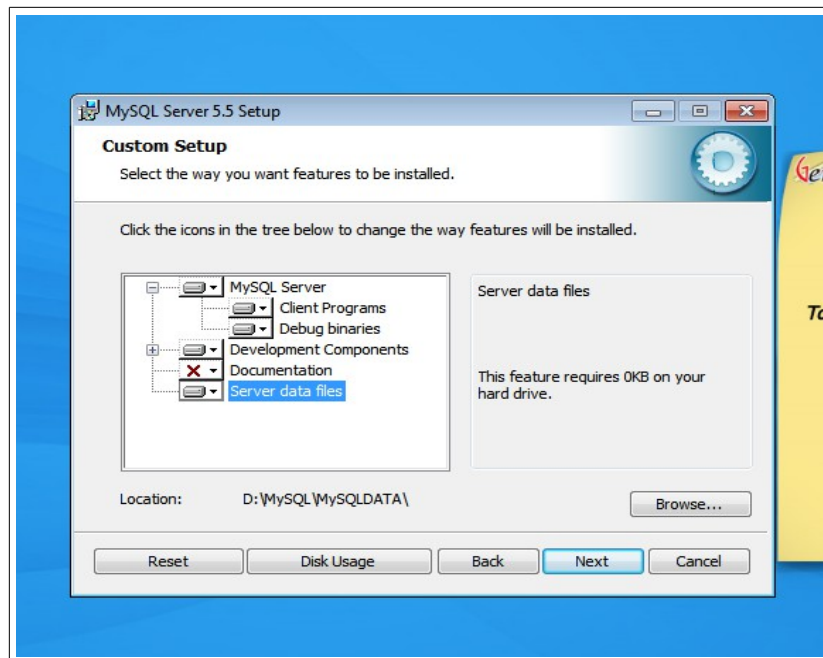 MySQL Server 5.5 Setup
Custom Setup
Select the way you want features to be installed.
Click the icons in the tree below to change the way features will be installed.
MySQL Server
Client Programs
Debug binaries
Development Components
Documentation
Server data files
Server data files
This feature requires 0KB on your
hard drive.
Location: D:\MySQL\MySQLDATA\
Browse...
Reset Disk Usage Back Next Cancel